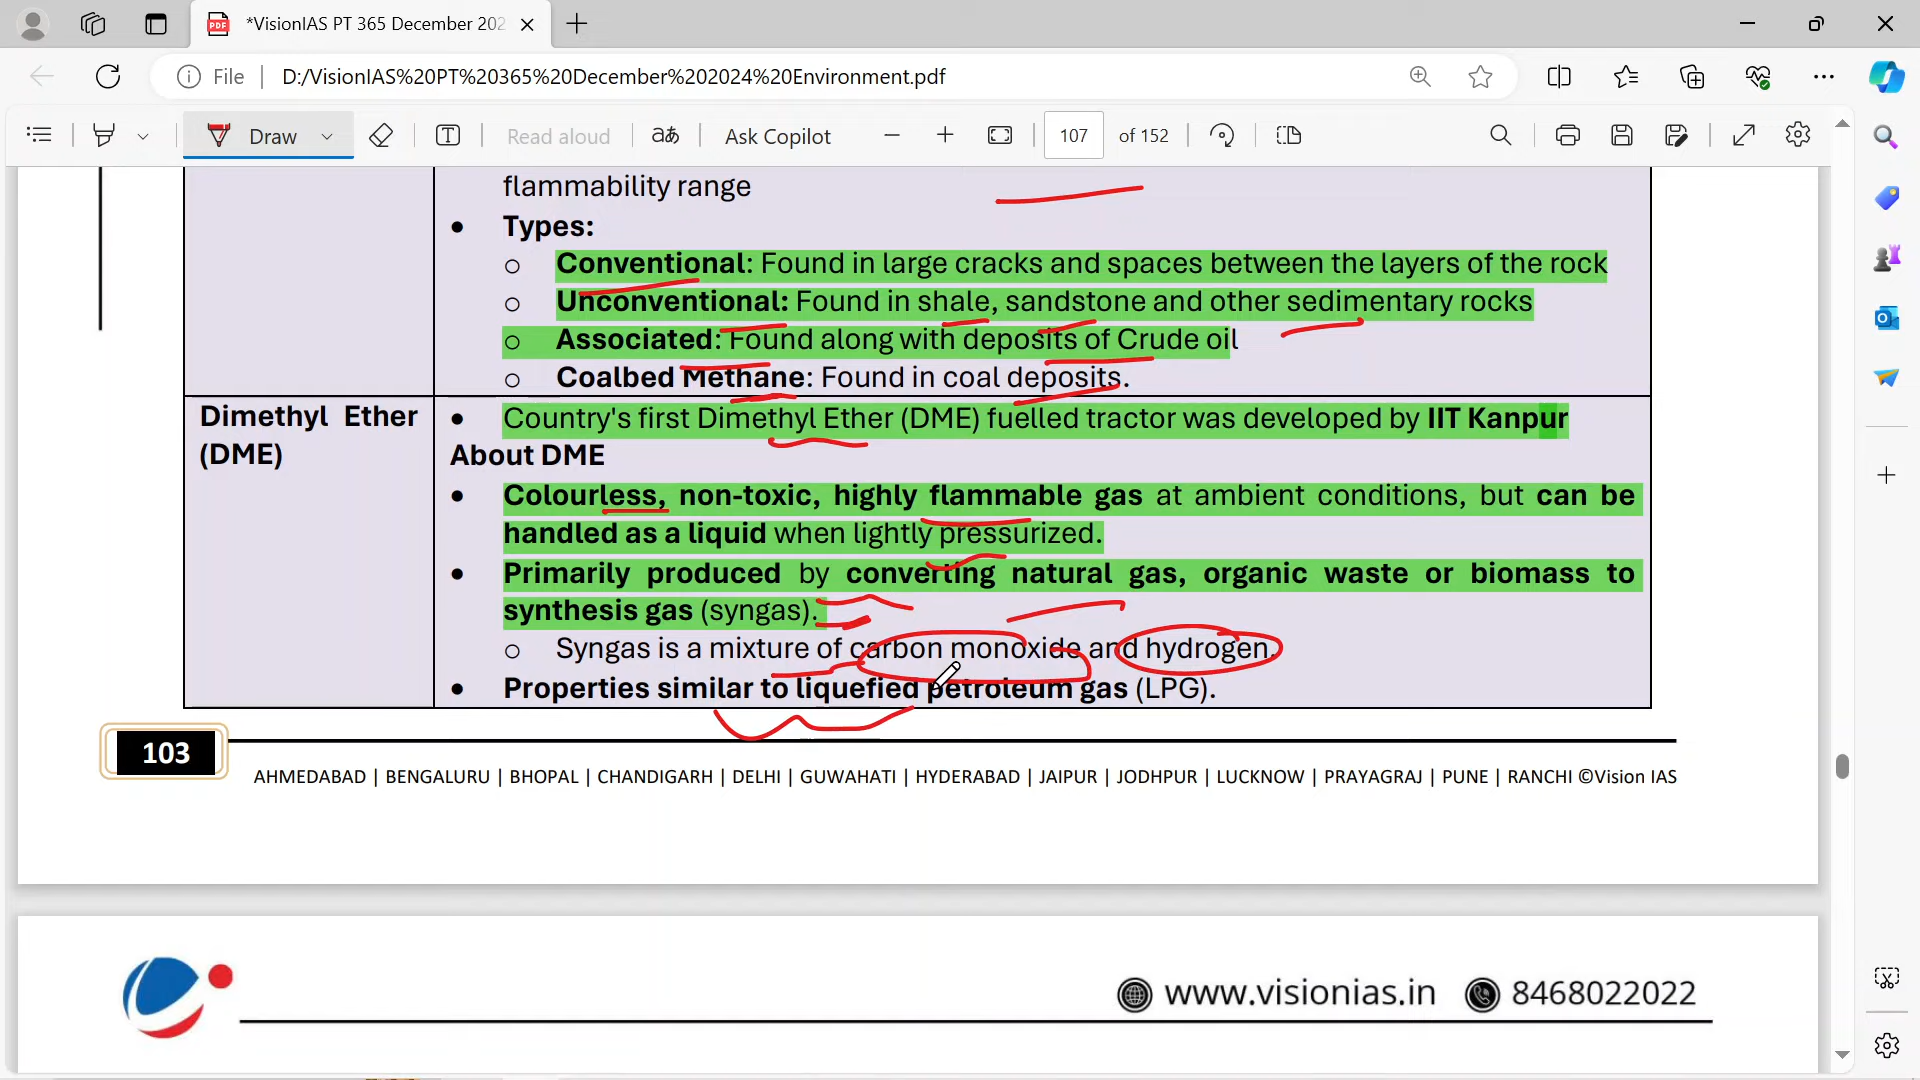 *VisionIAS PT 365 December 202
File
D:/VisionIAS%20PT%20365%20December%202024%20Environment.pdf
Draw
Read aloud
aあ
Ask Copilot
107
of 152
flammability range
• Types:
o Conventional: Found in large cracks and spaces between the layers of the rock
o Unconventional: Found in shale, sandstone and other sedimentary rocks
o Associated: Found along with deposits of Crude oil
o Coalbed Methane: Found in coal deposits.
Dimethyl Ether
(DME)
• Country's first Dimethyl Ether (DME) fuelled tractor was developed by IIT Kanpur
About DME
• Colourless, non-toxic, highly flammable gas at ambient conditions, but can be
handled as a liquid when lightly pressurized.
• Primarily produced by converting natural gas, organic waste or biomass to
synthesis gas (syngas).
o Syngas is a mixture of carbon monoxide and hydrogen.
• Properties similar to liquefied petroleum gas (LPG).
103
AHMEDABAD | BENGALURU | BHOPAL | CHANDIGARH | DELHI | GUWAHATI | HYDERABAD | JAIPUR | JODHPUR | LUCKNOW | PRAYAGRAJ | PUNE | RANCHI ©Vision IAS
www.visionias.in
8468022022